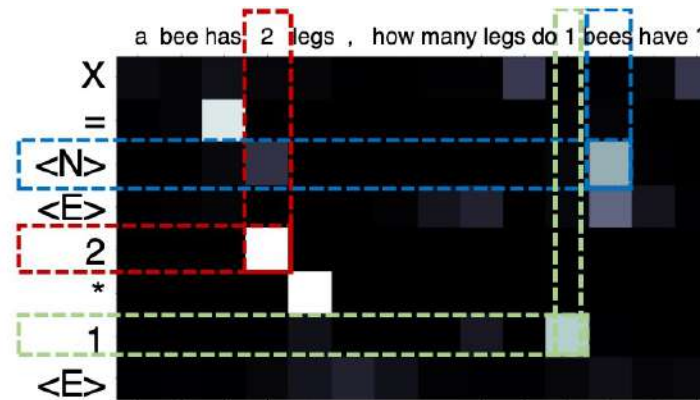 a bee has 2 legs , how many legs do 1 bees have ?
X
=
<N>
<E>
2
*
1
<E>